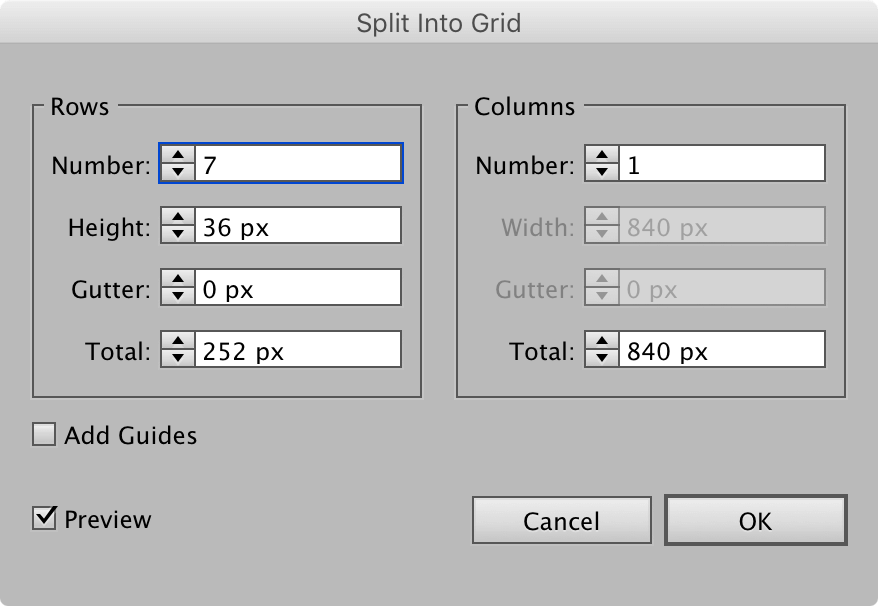 Split Into Grid
Rows
Number: 7
Height: 36 px
Gutter: 0 px
Total: 252 px
Columns
Number: 1
Width: 840 px
Gutter: 0 px
Total: 840 px
Add Guides
Preview
Cancel
OK